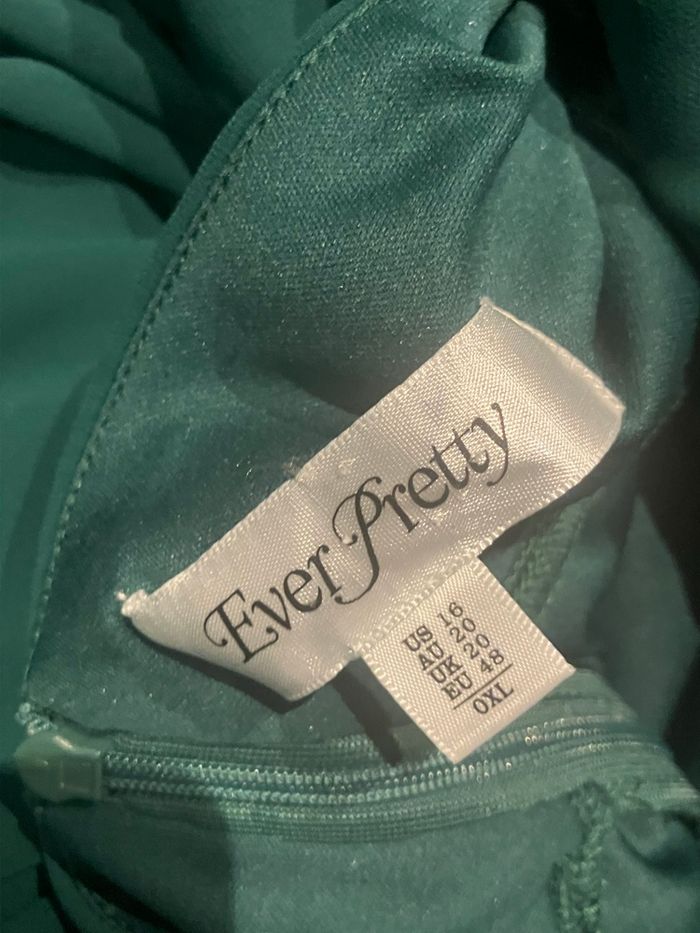 Ever Pretty
US 16
AU 20
UK 20
EU 48
0XL